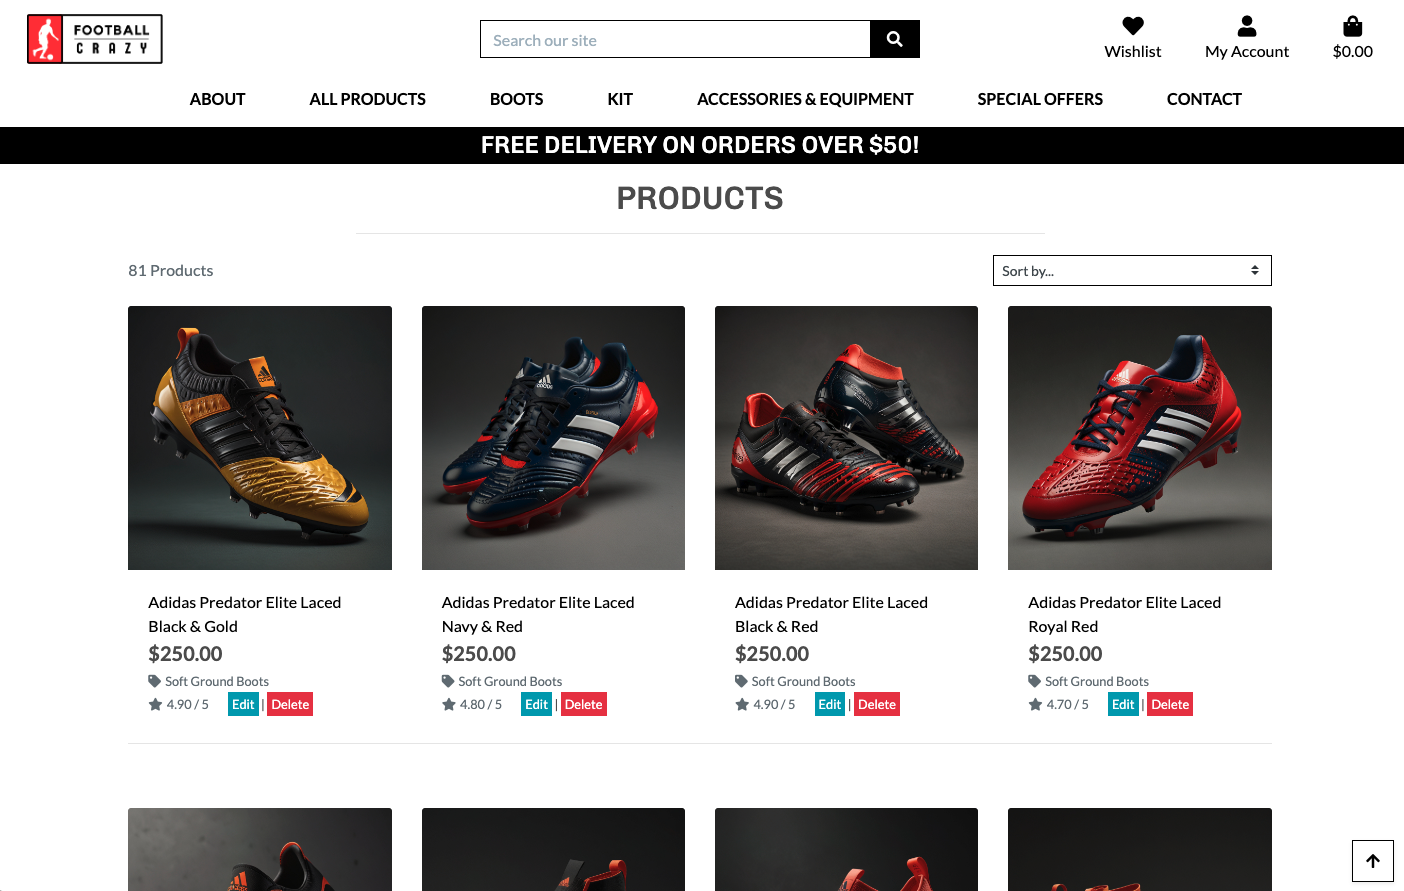 FOOTBALL
CRAZY
Search our site
Wishlist
My Account
$0.00
ABOUT
ALL PRODUCTS
BOOTS
KIT
ACCESSORIES & EQUIPMENT
SPECIAL OFFERS
CONTACT
FREE DELIVERY ON ORDERS OVER $50!
PRODUCTS
81 Products
Sort by...
Adidas Predator Elite Laced
Black & Gold
$250.00
Soft Ground Boots
4.90 / 5
Edit | Delete
Adidas Predator Elite Laced
Navy & Red
$250.00
Soft Ground Boots
4.80 / 5
Edit | Delete
Adidas Predator Elite Laced
Black & Red
$250.00
Soft Ground Boots
4.90 / 5
Edit | Delete
Adidas Predator Elite Laced
Royal Red
$250.00
Soft Ground Boots
4.70 / 5
Edit | Delete